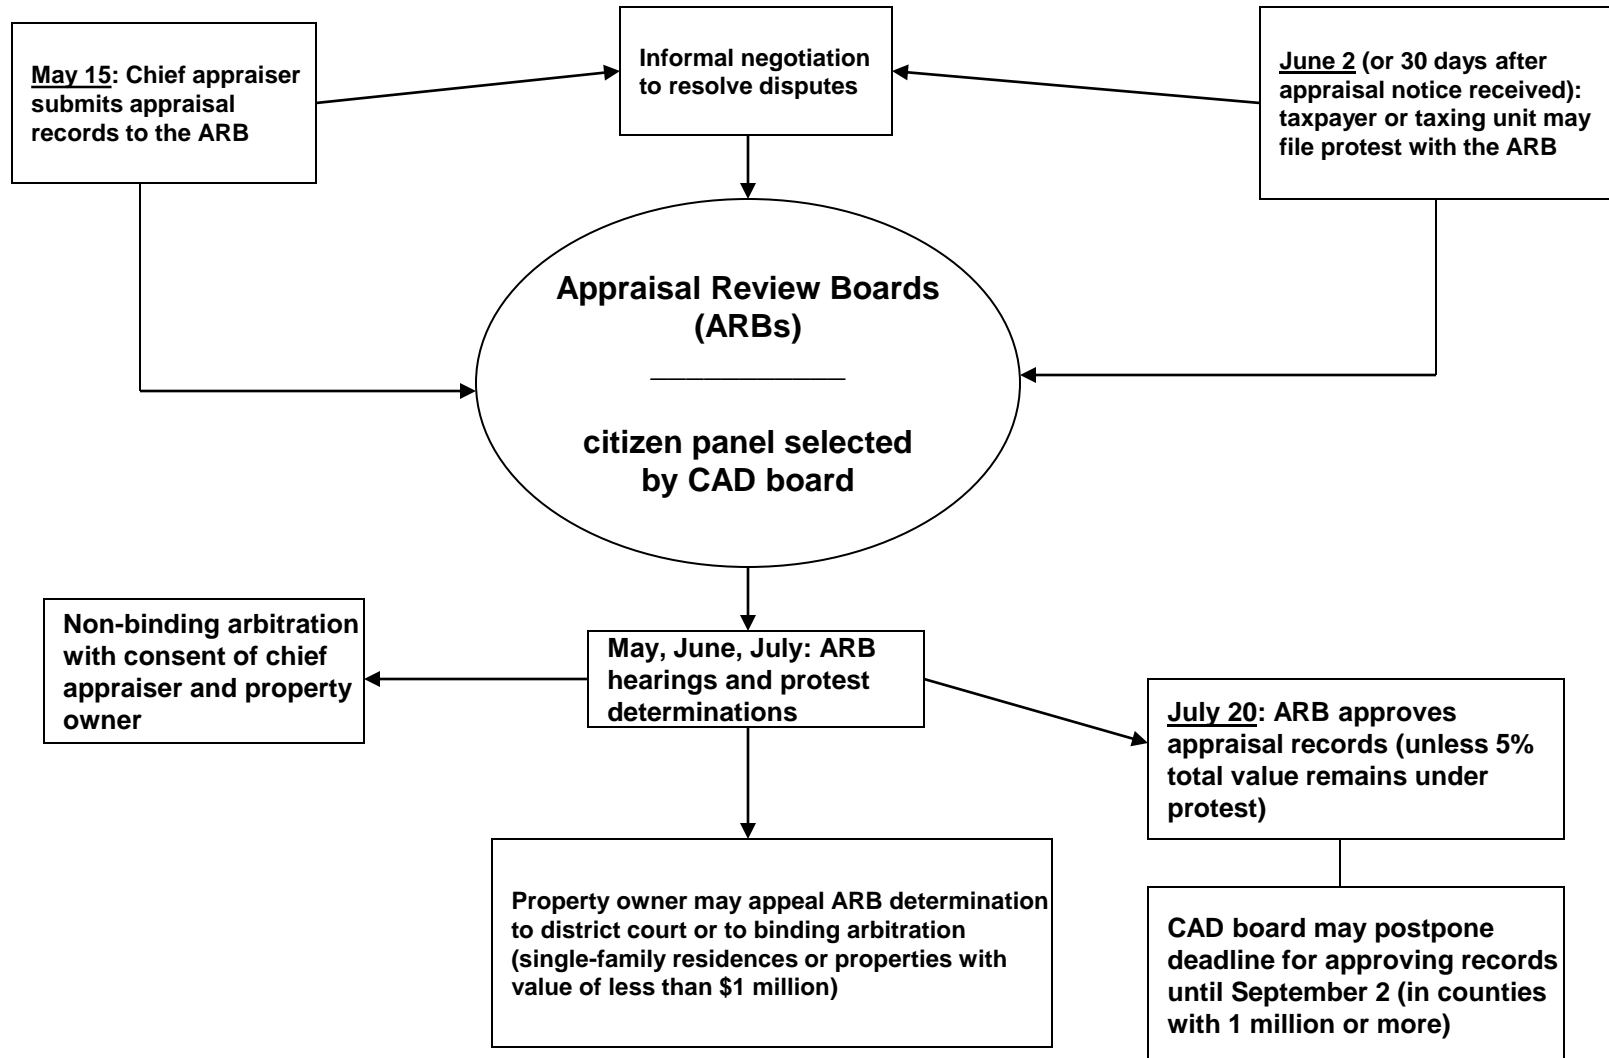 May 15: Chief appraiser
submits appraisal
records to the ARB
Informal negotiation
to resolve disputes
June 2 (or 30 days after
appraisal notice received):
taxpayer or taxing unit may
file protest with the ARB
Appraisal Review Boards
(ARBs)
citizen panel selected
by CAD board
Non-binding arbitration
with consent of chief
appraiser and property
owner
May, June, July: ARB
hearings and protest
determinations
July 20: ARB approves
appraisal records (unless 5%
total value remains under
protest)
Property owner may appeal ARB determination
to district court or to binding arbitration
(single-family residences or properties with
value of less than $1 million)
CAD board may postpone
deadline for approving records
until September 2 (in counties
with 1 million or more)